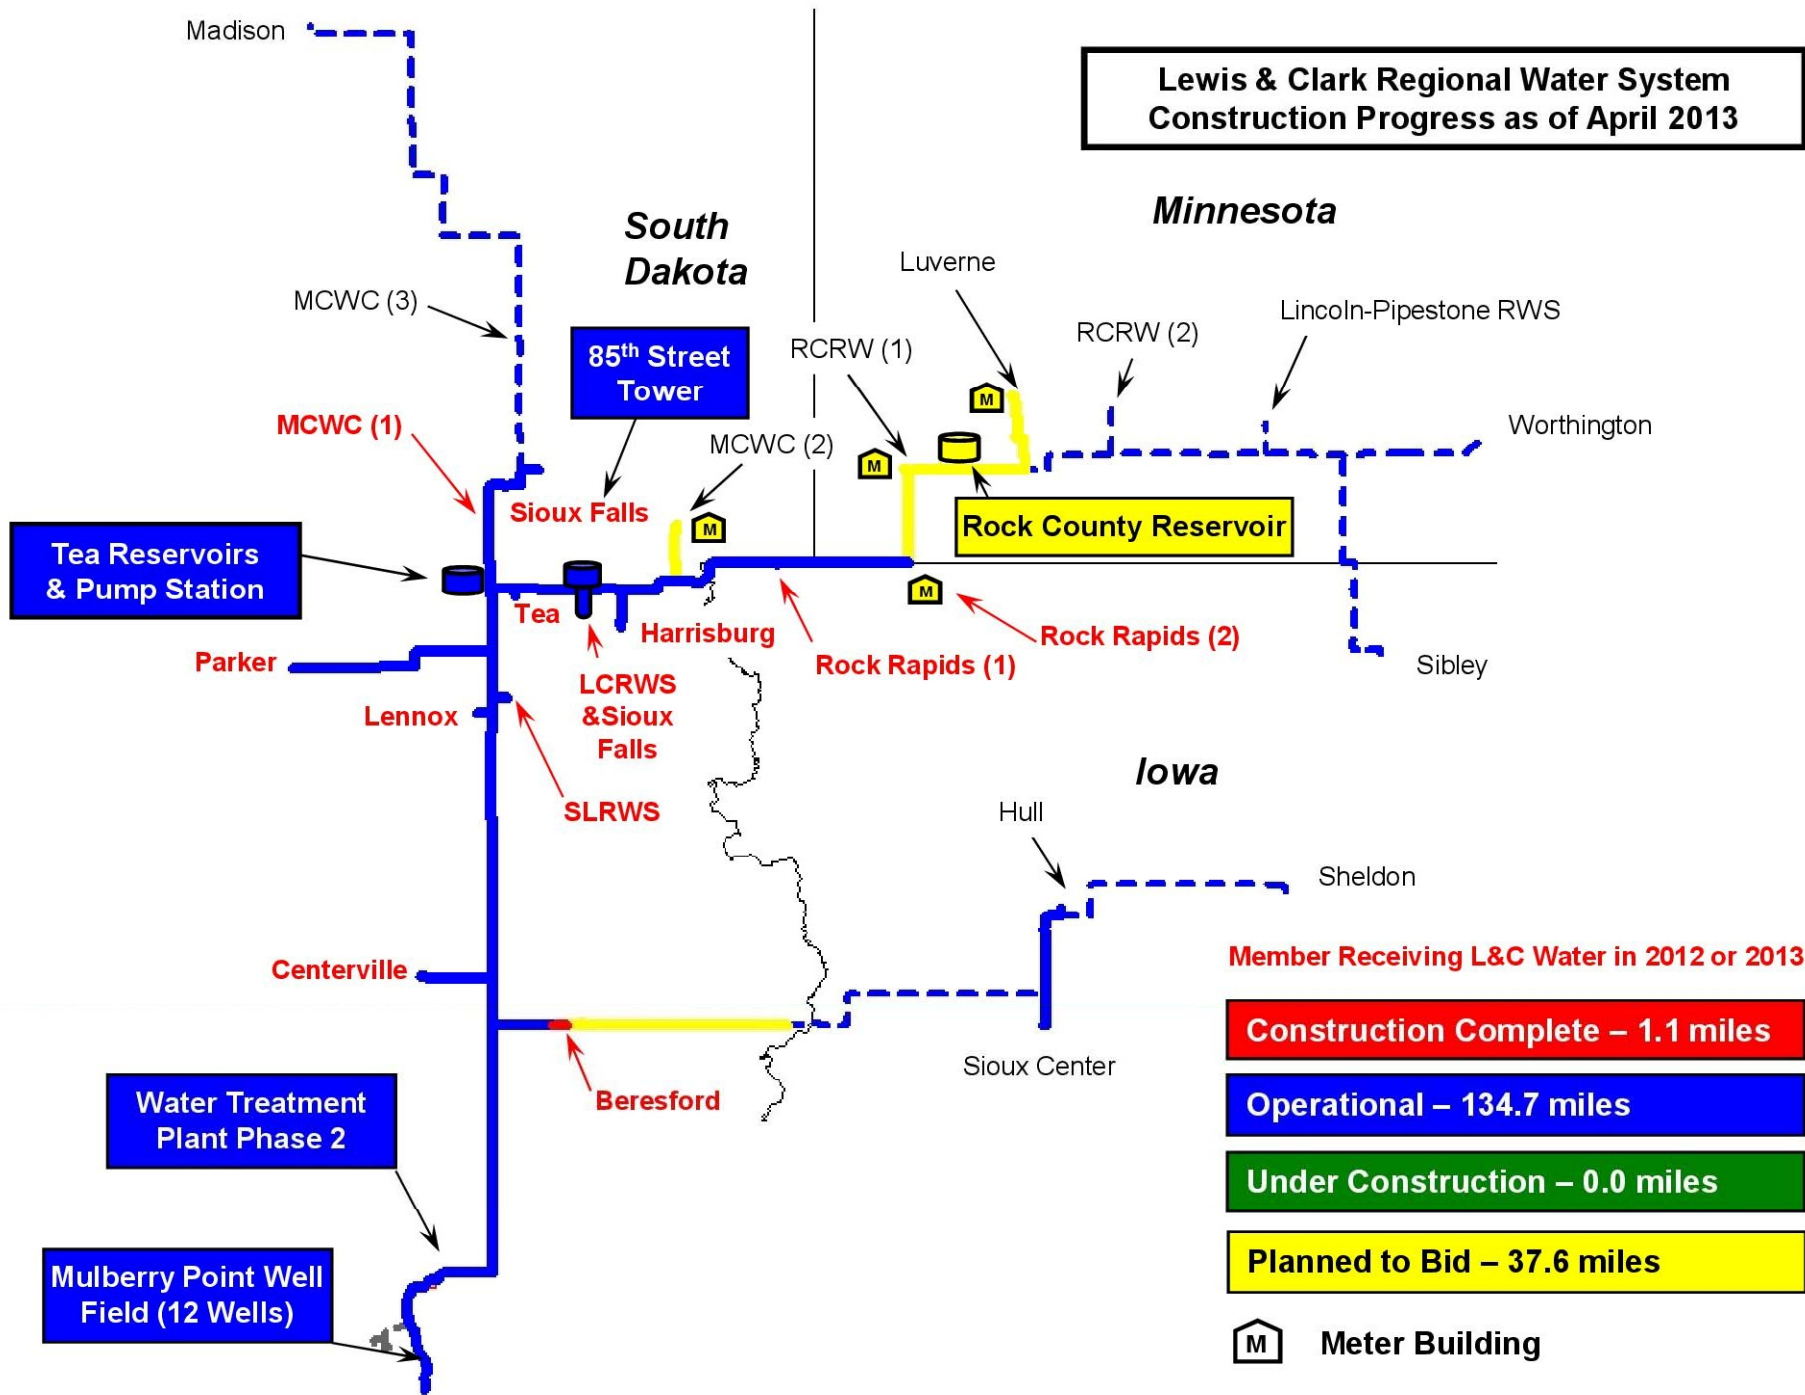 Madison
Lewis & Clark Regional Water System
Construction Progress as of April 2013
South
Dakota
Minnesota
Luverne
MCWC (3)
Lincoln-Pipestone RWS
RCRW (2)
85th Street
Tower
RCRW (1)
M
MCWC (1)
MCWC (2)
Worthington
M
Sioux Falls
M
Rock County Reservoir
Tea Reservoirs
& Pump Station
M
Tea
Harrisburg
Rock Rapids (2)
Parker
Rock Rapids (1)
Sibley
LCRWS
&Sioux
Falls
Lennox
SLRWS
Iowa
Hull
Sheldon
Centerville
Member Receiving L&C Water in 2012 or 2013
Construction Complete – 1.1 miles
Sioux Center
Beresford
Operational – 134.7 miles
Water Treatment
Plant Phase 2
Under Construction – 0.0 miles
Planned to Bid – 37.6 miles
Mulberry Point Well
Field (12 Wells)
M Meter Building